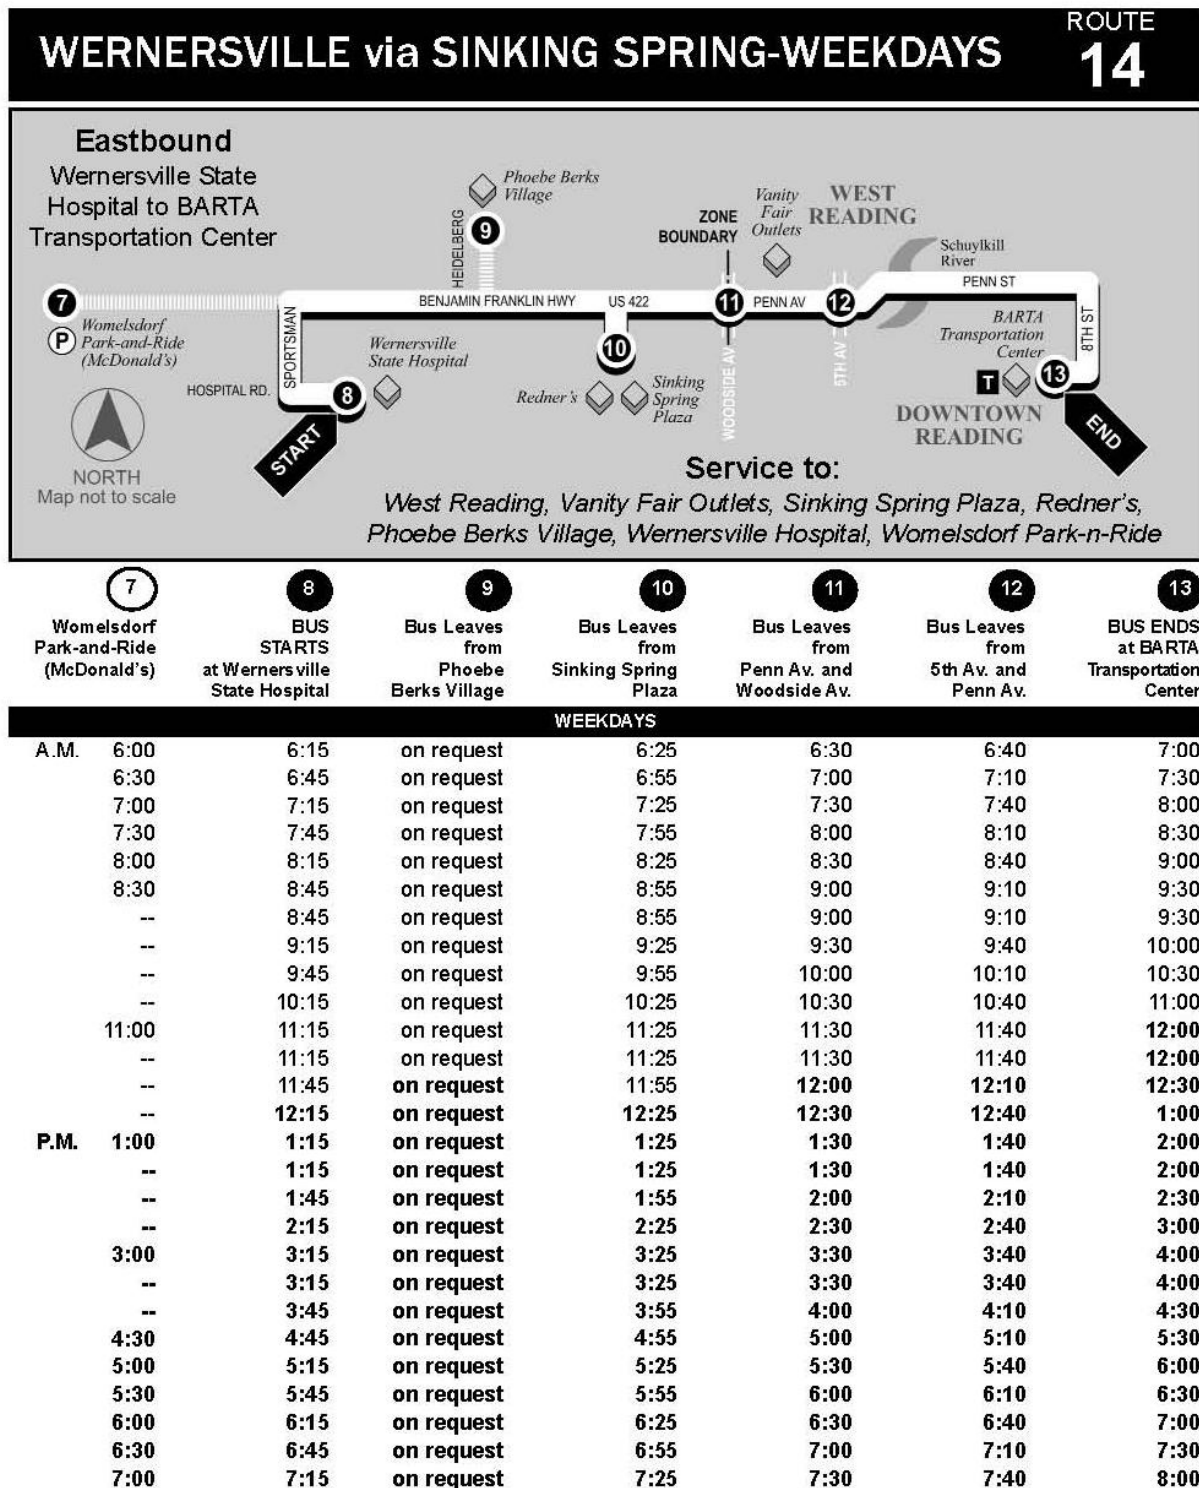 WERNERSVILLE via SINKING SPRING-WEEKDAYS
ROUTE
14
Eastbound
Wernersville State
Hospital to BARTA
Transportation Center
Phoebe Berks
Village
HEIDELBERG
9
Vanity
Fair
Outlets
WEST
READING
ZONE
BOUNDARY
Schuylkill
River
PENN ST
7
BENJAMIN FRANKLIN HWY
US 422
11
PENN AV
12
P
Womelsdorf
Park-and-Ride
(McDonald's)
SPORTSMAN
Wernersville
State Hospital
10
WOODSIDE AV
5TH AV
BARTA
Transportation
Center
8TH ST
HOSPITAL RD.
8
Redner's
Sinking
Spring
Plaza
T
13
START
DOWNTOWN
READING
END
NORTH
Map not to scale
Service to:
West Reading, Vanity Fair Outlets, Sinking Spring Plaza, Redner's,
Phoebe Berks Village, Wernersville Hospital, Womelsdorf Park-n-Ride
7 8 9 10 11 12 13
Womelsdorf BUS Bus Leaves Bus Leaves Bus Leaves Bus Leaves BUS ENDS
Park-and-Ride STARTS from from from from at BARTA
(McDonald's) at Wernersville Phoebe Sinking Spring Penn Av. and 5th Av. and Transportation
State Hospital Berks Village Plaza Woodside Av. Penn Av. Center
WEEKDAYS
A.M. 6:00 6:15 on request 6:25 6:30 6:40 7:00
6:30 6:45 on request 6:55 7:00 7:10 7:30
7:00 7:15 on request 7:25 7:30 7:40 8:00
7:30 7:45 on request 7:55 8:00 8:10 8:30
8:00 8:15 on request 8:25 8:30 8:40 9:00
8:30 8:45 on request 8:55 9:00 9:10 9:30
-- 8:45 on request 8:55 9:00 9:10 9:30
-- 9:15 on request 9:25 9:30 9:40 10:00
-- 9:45 on request 9:55 10:00 10:10 10:30
-- 10:15 on request 10:25 10:30 10:40 11:00
11:00 11:15 on request 11:25 11:30 11:40 12:00
-- 11:15 on request 11:25 11:30 11:40 12:00
-- 11:45 on request 11:55 12:00 12:10 12:30
-- 12:15 on request 12:25 12:30 12:40 1:00
P.M. 1:00 1:15 on request 1:25 1:30 1:40 2:00
-- 1:15 on request 1:25 1:30 1:40 2:00
-- 1:45 on request 1:55 2:00 2:10 2:30
-- 2:15 on request 2:25 2:30 2:40 3:00
3:00 3:15 on request 3:25 3:30 3:40 4:00
-- 3:15 on request 3:25 3:30 3:40 4:00
-- 3:45 on request 3:55 4:00 4:10 4:30
4:30 4:45 on request 4:55 5:00 5:10 5:30
5:00 5:15 on request 5:25 5:30 5:40 6:00
5:30 5:45 on request 5:55 6:00 6:10 6:30
6:00 6:15 on request 6:25 6:30 6:40 7:00
6:30 6:45 on request 6:55 7:00 7:10 7:30
7:00 7:15 on request 7:25 7:30 7:40 8:00